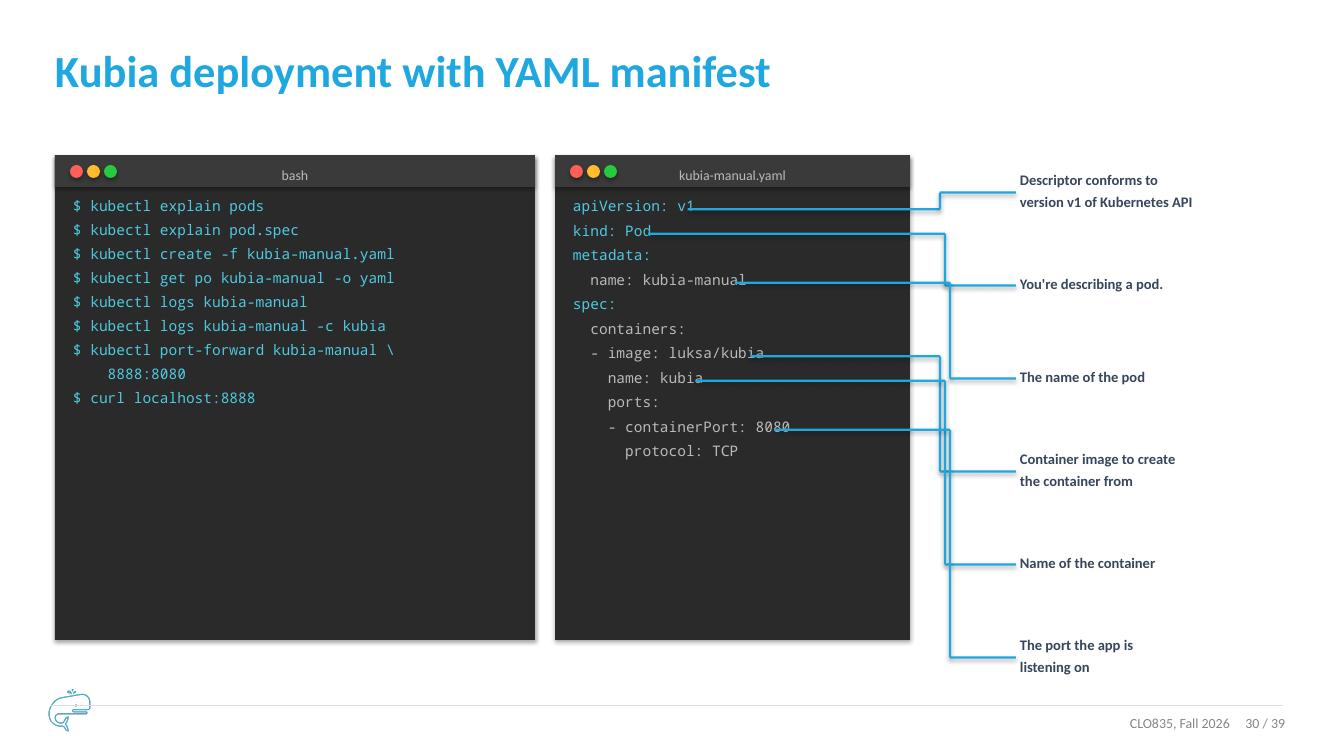 Kubia deployment with YAML manifest
bash
$ kubectl explain pods
$ kubectl explain pod.spec
$ kubectl create -f kubia-manual.yaml
$ kubectl get po kubia-manual -o yaml
$ kubectl logs kubia-manual
$ kubectl logs kubia-manual -c kubia
$ kubectl port-forward kubia-manual \
    8888:8080
$ curl localhost:8888
kubia-manual.yaml
apiVersion: v1
kind: Pod
metadata:
  name: kubia-manual
spec:
  containers:
  - image: luksa/kubia
    name: kubia
    ports:
    - containerPort: 8080
      protocol: TCP
Descriptor conforms to
version v1 of Kubernetes API
You're describing a pod.
The name of the pod
Container image to create
the container from
Name of the container
The port the app is
listening on
CLO835, Fall 2026 30 / 39